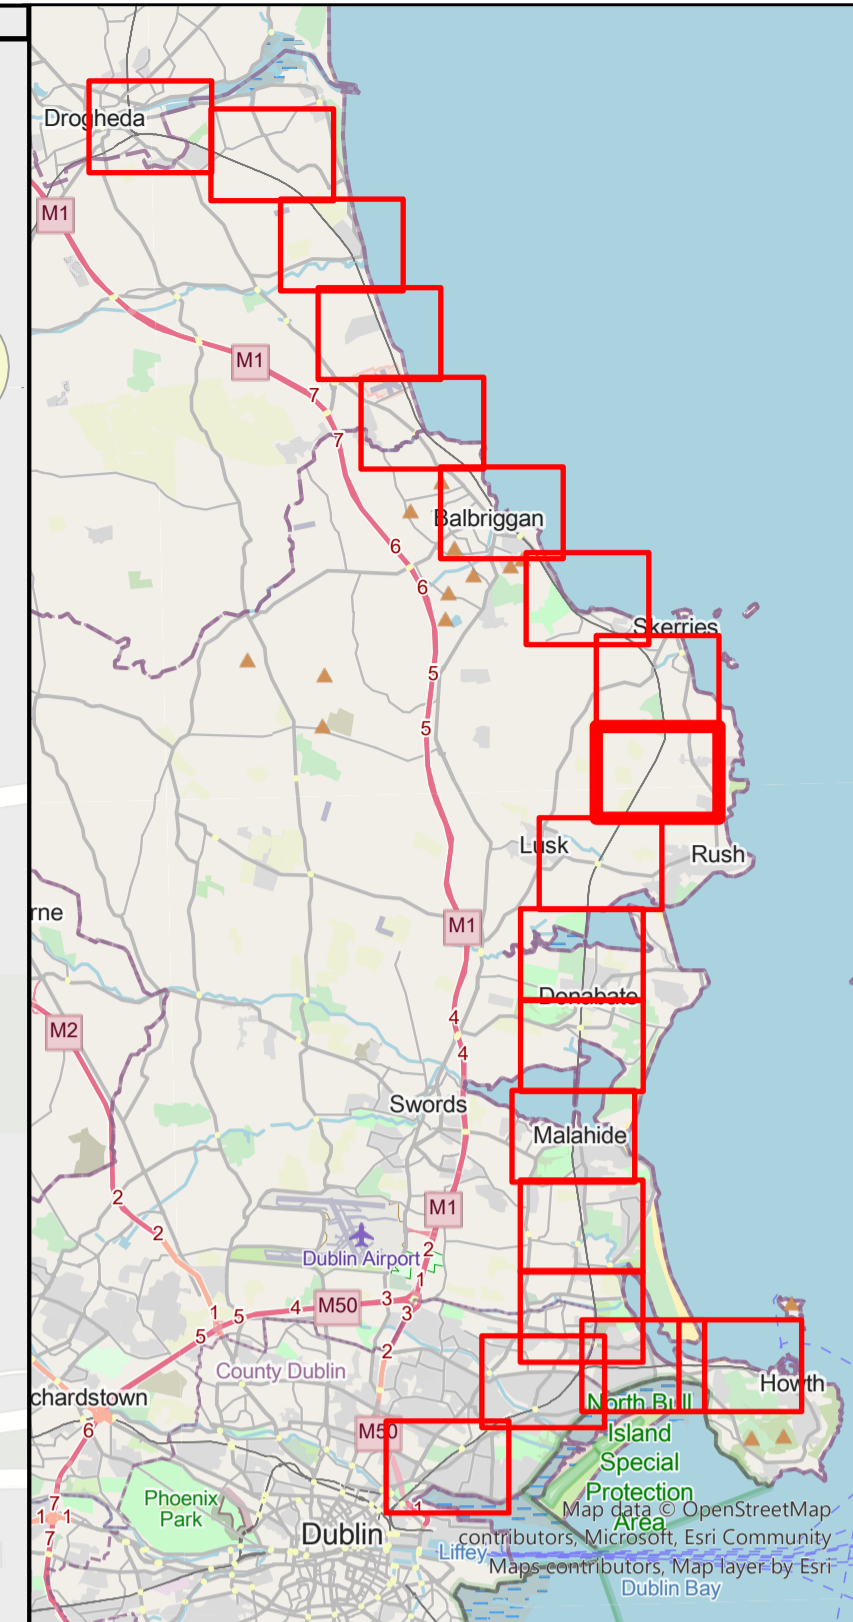 Drogheda
M1
M1
7
7
Balbriggan
6
6
Skerries
5
5
Lusk
Rush
rne
M1
Donabate
M2
4
4
Swords
Malahide
2
M1
2
Dublin Airport
2
1
M50
3
3
4
5
1
5
2
County Dublin
chardstown
Howth
North Bull
Island
Special
Protection
Area
M50
6
Phoenix
Park
7
1
1
7
1
Dublin
Liffey
Map data © OpenStreetMap
contributors, Microsoft, Esri Community
Maps contributors, Map layer by Esri
Dublin Bay